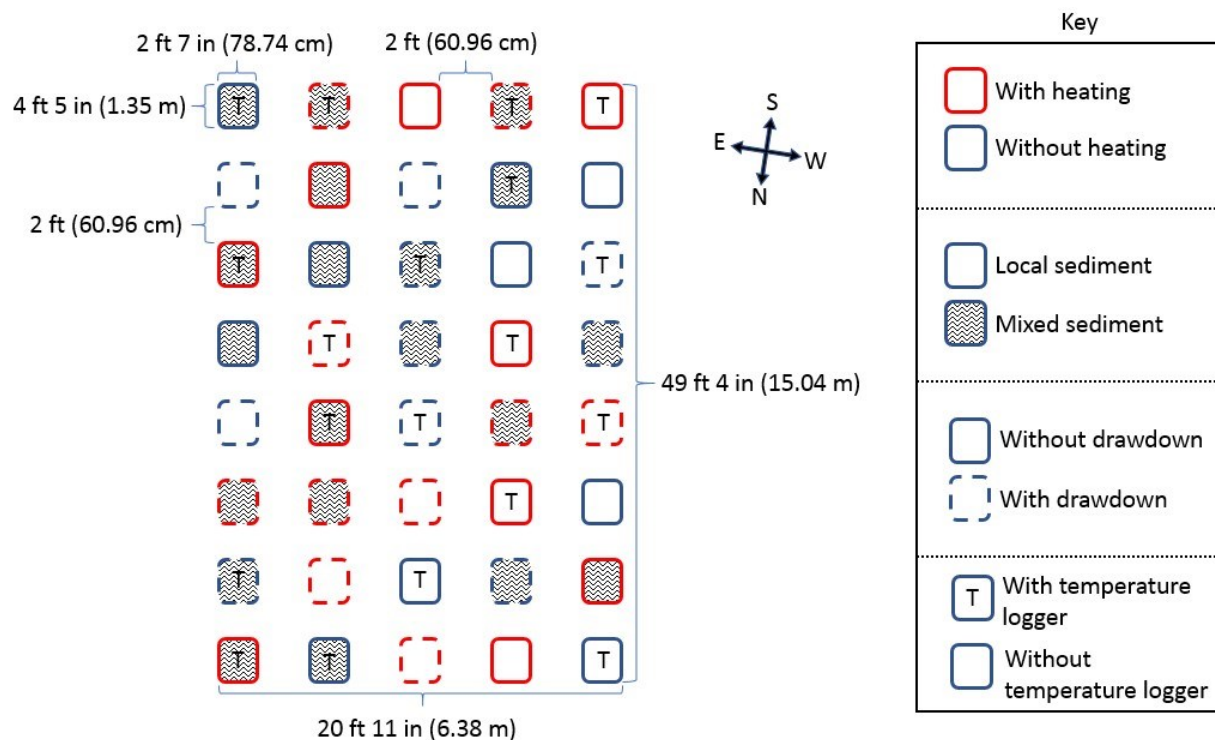 2 ft 7 in (78.74 cm)
2 ft (60.96 cm)
4 ft 5 in (1.35 m)
T T T T
T
2 ft (60.96 cm)
T T T
T T
49 ft 4 in (15.04 m)
T T T
T
T T
T T T
20 ft 11 in (6.38 m)
S
E
W
N
Key
With heating
Without heating
Local sediment
Mixed sediment
Without drawdown
With drawdown
T
With temperature
logger
Without
temperature logger